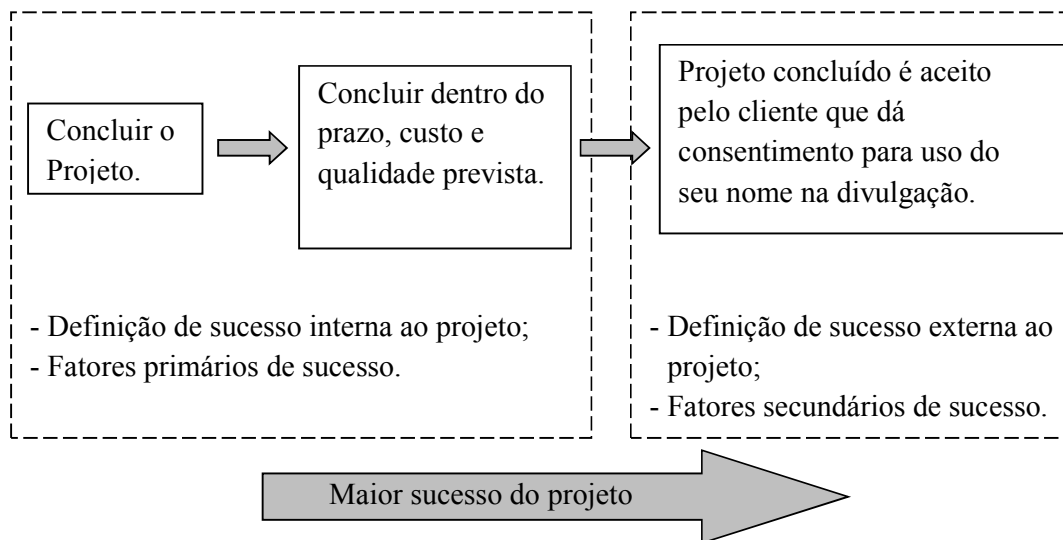 Concluir o
Projeto.
Concluir dentro do
prazo, custo e
qualidade prevista.
Projeto concluído é aceito
pelo cliente que dá
consentimento para uso do
seu nome na divulgação.
- Definição de sucesso interna ao projeto;
- Fatores primários de sucesso.
- Definição de sucesso externa ao
projeto;
- Fatores secundários de sucesso.
Maior sucesso do projeto